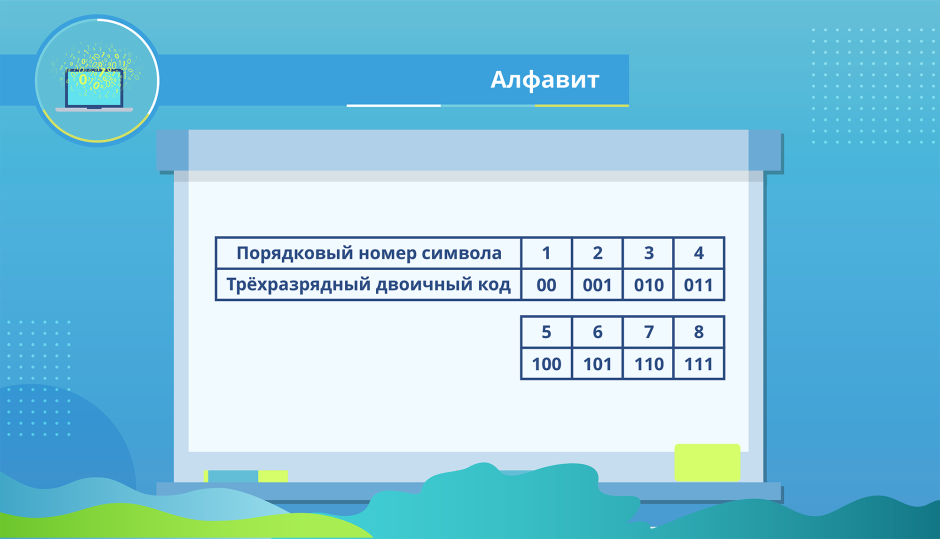 Алфавит
Порядковый номер символа 1 2 3 4
Трёхразрядный двоичный код 00 001 010 011
5 6 7 8
100 101 110 111